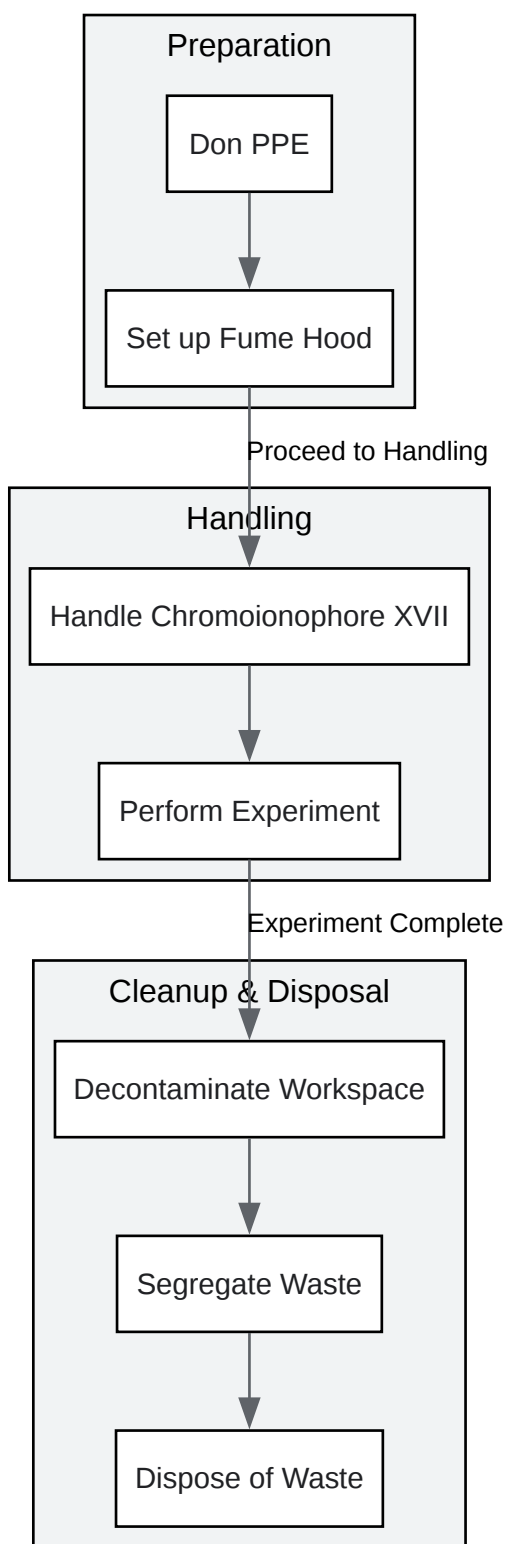 Preparation
Don PPE
Set up Fume Hood
Proceed to Handling
Handling
Handle Chromoionophore XVII
Perform Experiment
Experiment Complete
Cleanup & Disposal
Decontaminate Workspace
Segregate Waste
Dispose of Waste